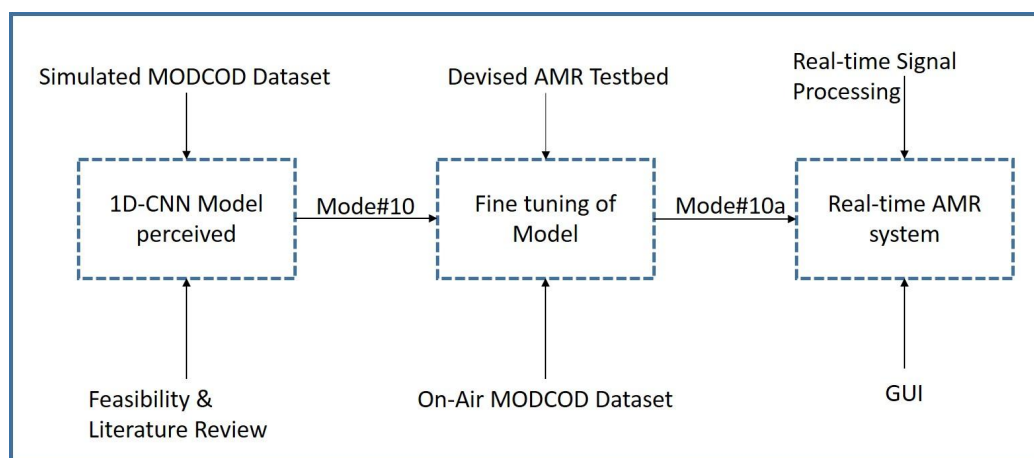 Simulated MODCOD Dataset
Devised AMR Testbed
Real-time Signal
Processing
1D-CNN Model
perceived
Mode#10
Fine tuning of
Model
Mode#10a
Real-time AMR
system
Feasibility &
Literature Review
On-Air MODCOD Dataset
GUI